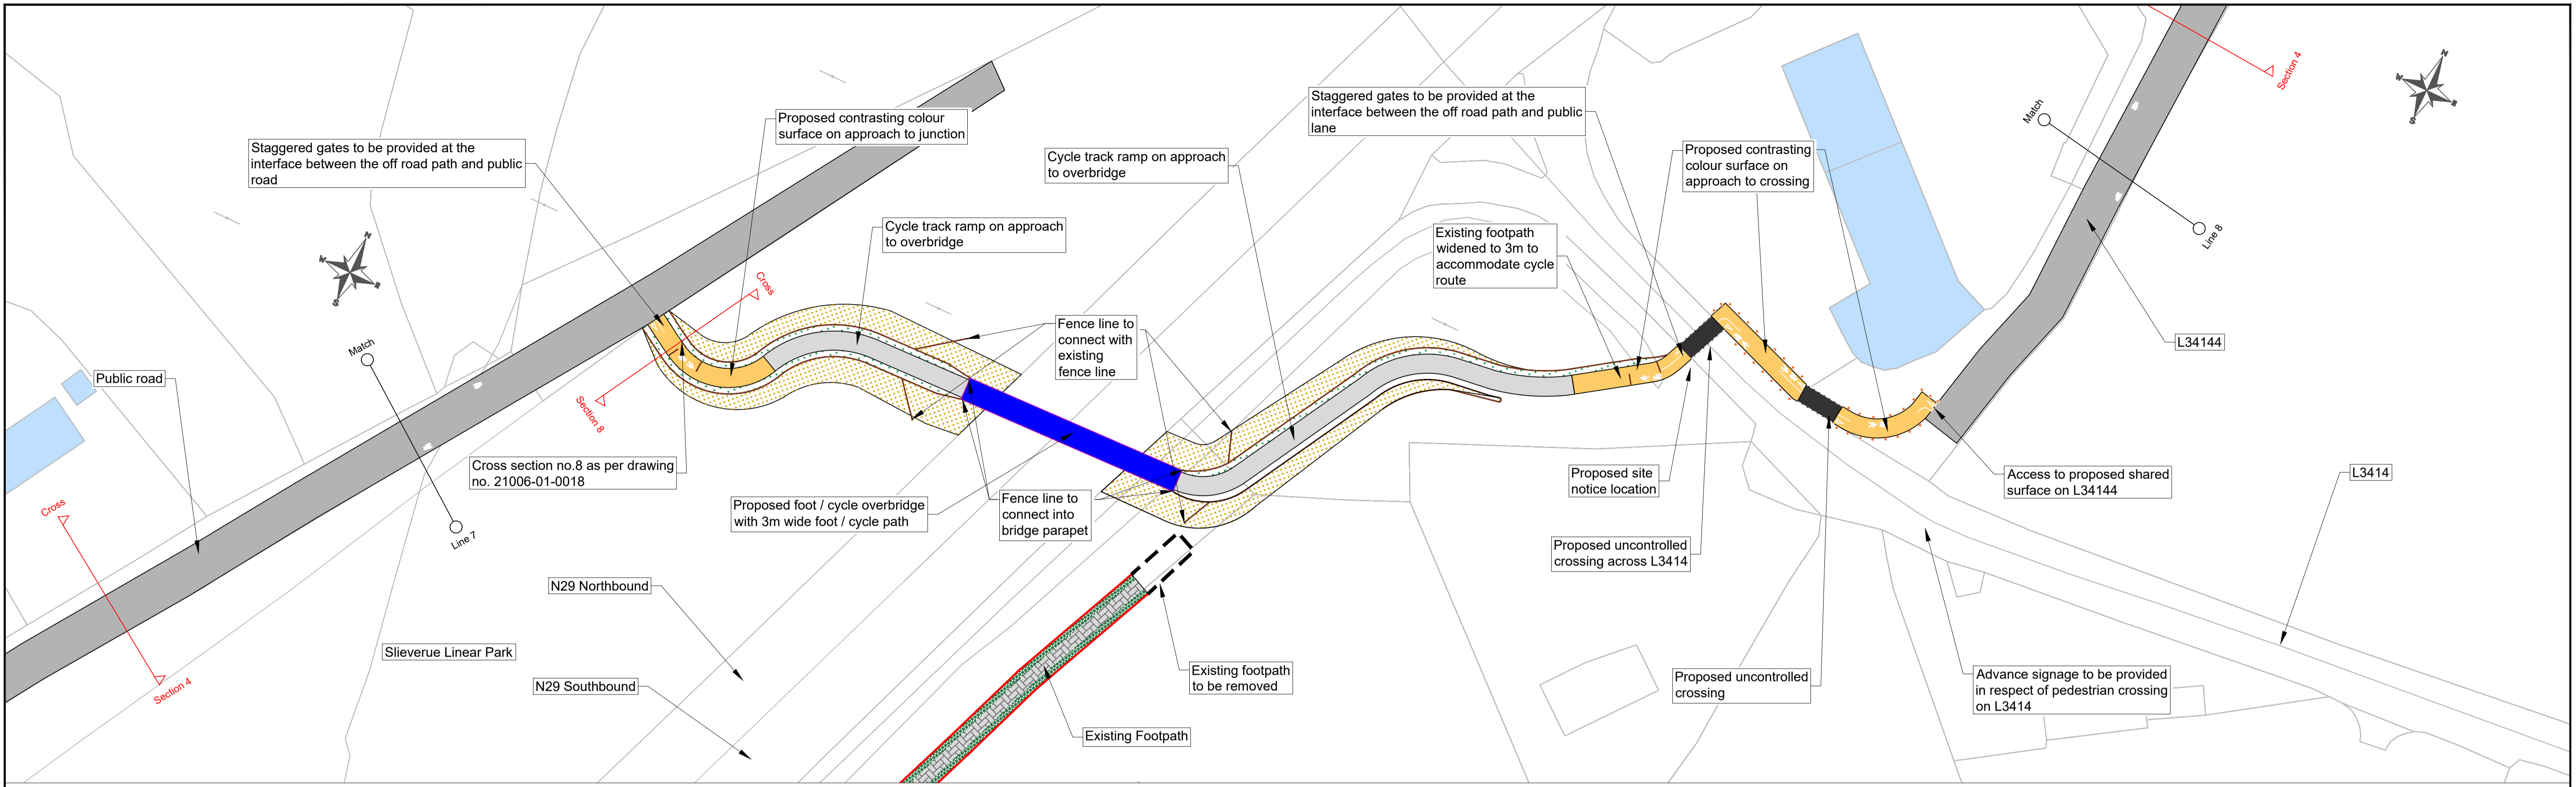 Section 4
N
W
E
S
Staggered gates to be provided at the
interface between the off road path and public
lane
Match
Proposed contrasting colour
surface on approach to junction
Staggered gates to be provided at the
interface between the off road path and public
road
Cycle track ramp on approach
to overbridge
Proposed contrasting
colour surface on
approach to crossing
Cycle track ramp on approach
to overbridge
Existing footpath
widened to 3m to
accommodate cycle
route
Line 8
N
W
E
S
Cross
Fence line to
connect with
existing
fence line
L34144
Match
Public road
Section 8
Cross section no.8 as per drawing
no. 21006-01-0018
Proposed foot / cycle overbridge
with 3m wide foot / cycle path
Fence line to
connect into
bridge parapet
Proposed site
notice location
Access to proposed shared
surface on L34144
L3414
Cross
Line 7
Proposed uncontrolled
crossing across L3414
N29 Northbound
Slieverue Linear Park
Section 4
N29 Southbound
Existing footpath
to be removed
Proposed uncontrolled
crossing
Advance signage to be provided
in respect of pedestrian crossing
on L3414
Existing Footpath